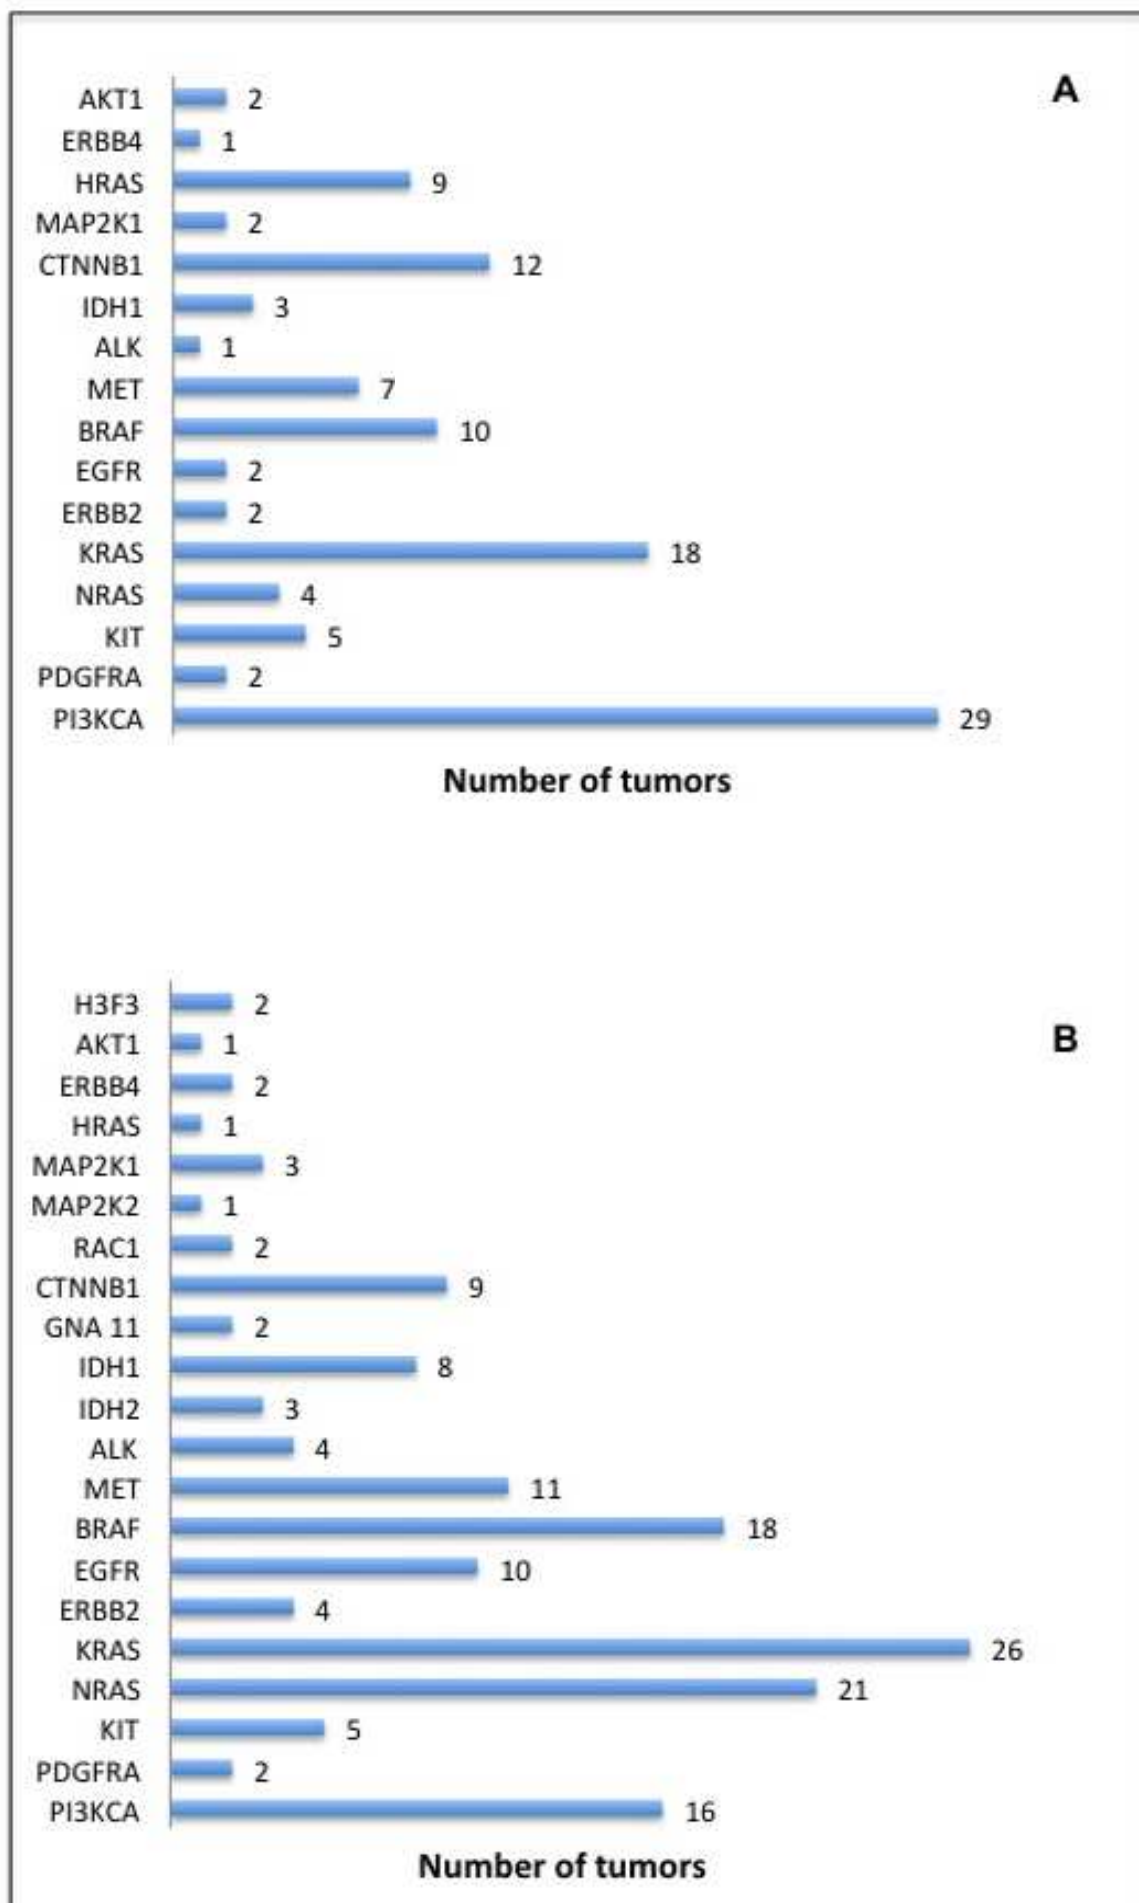 A
AKT1 2
ERBB4 1
HRAS 9
MAP2K1 2
CTNNB1 12
IDH1 3
ALK 1
MET 7
BRAF 10
EGFR 2
ERBB2 2
KRAS 18
NRAS 4
KIT 5
PDGFRA 2
PI3KCA 29
Number of tumors
H3F3 2
B
AKT1 1
ERBB4 2
HRAS 1
MAP2K1 3
MAP2K2 1
RAC1 2
CTNNB1 9
GNA 11 2
IDH1 8
IDH2 3
ALK 4
MET 11
BRAF 18
EGFR 10
ERBB2 4
KRAS 26
NRAS 21
KIT 5
PDGFRA 2
PI3KCA 16
Number of tumors